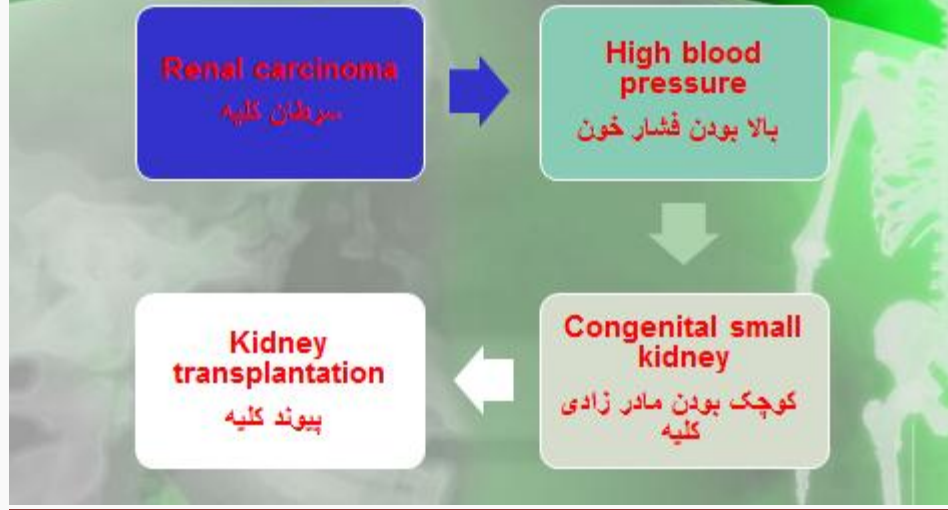 Renal carcinoma
سرطان کلیه
High blood
pressure
بالا بودن فشار خون
Congenital small
kidney
کوچک بودن مادر زادی
کلیه
Kidney
transplantation
پیوند کلیه